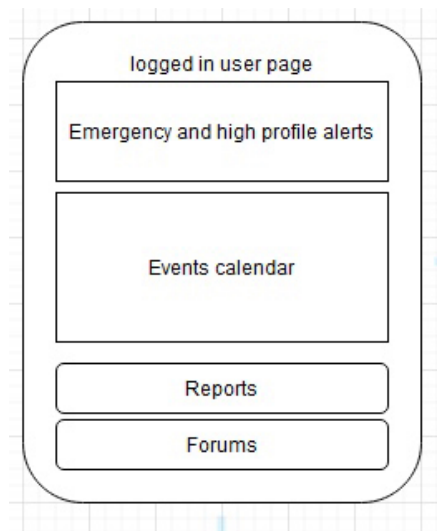 logged in user page
Emergency and high profile alerts
Events calendar
Reports
Forums